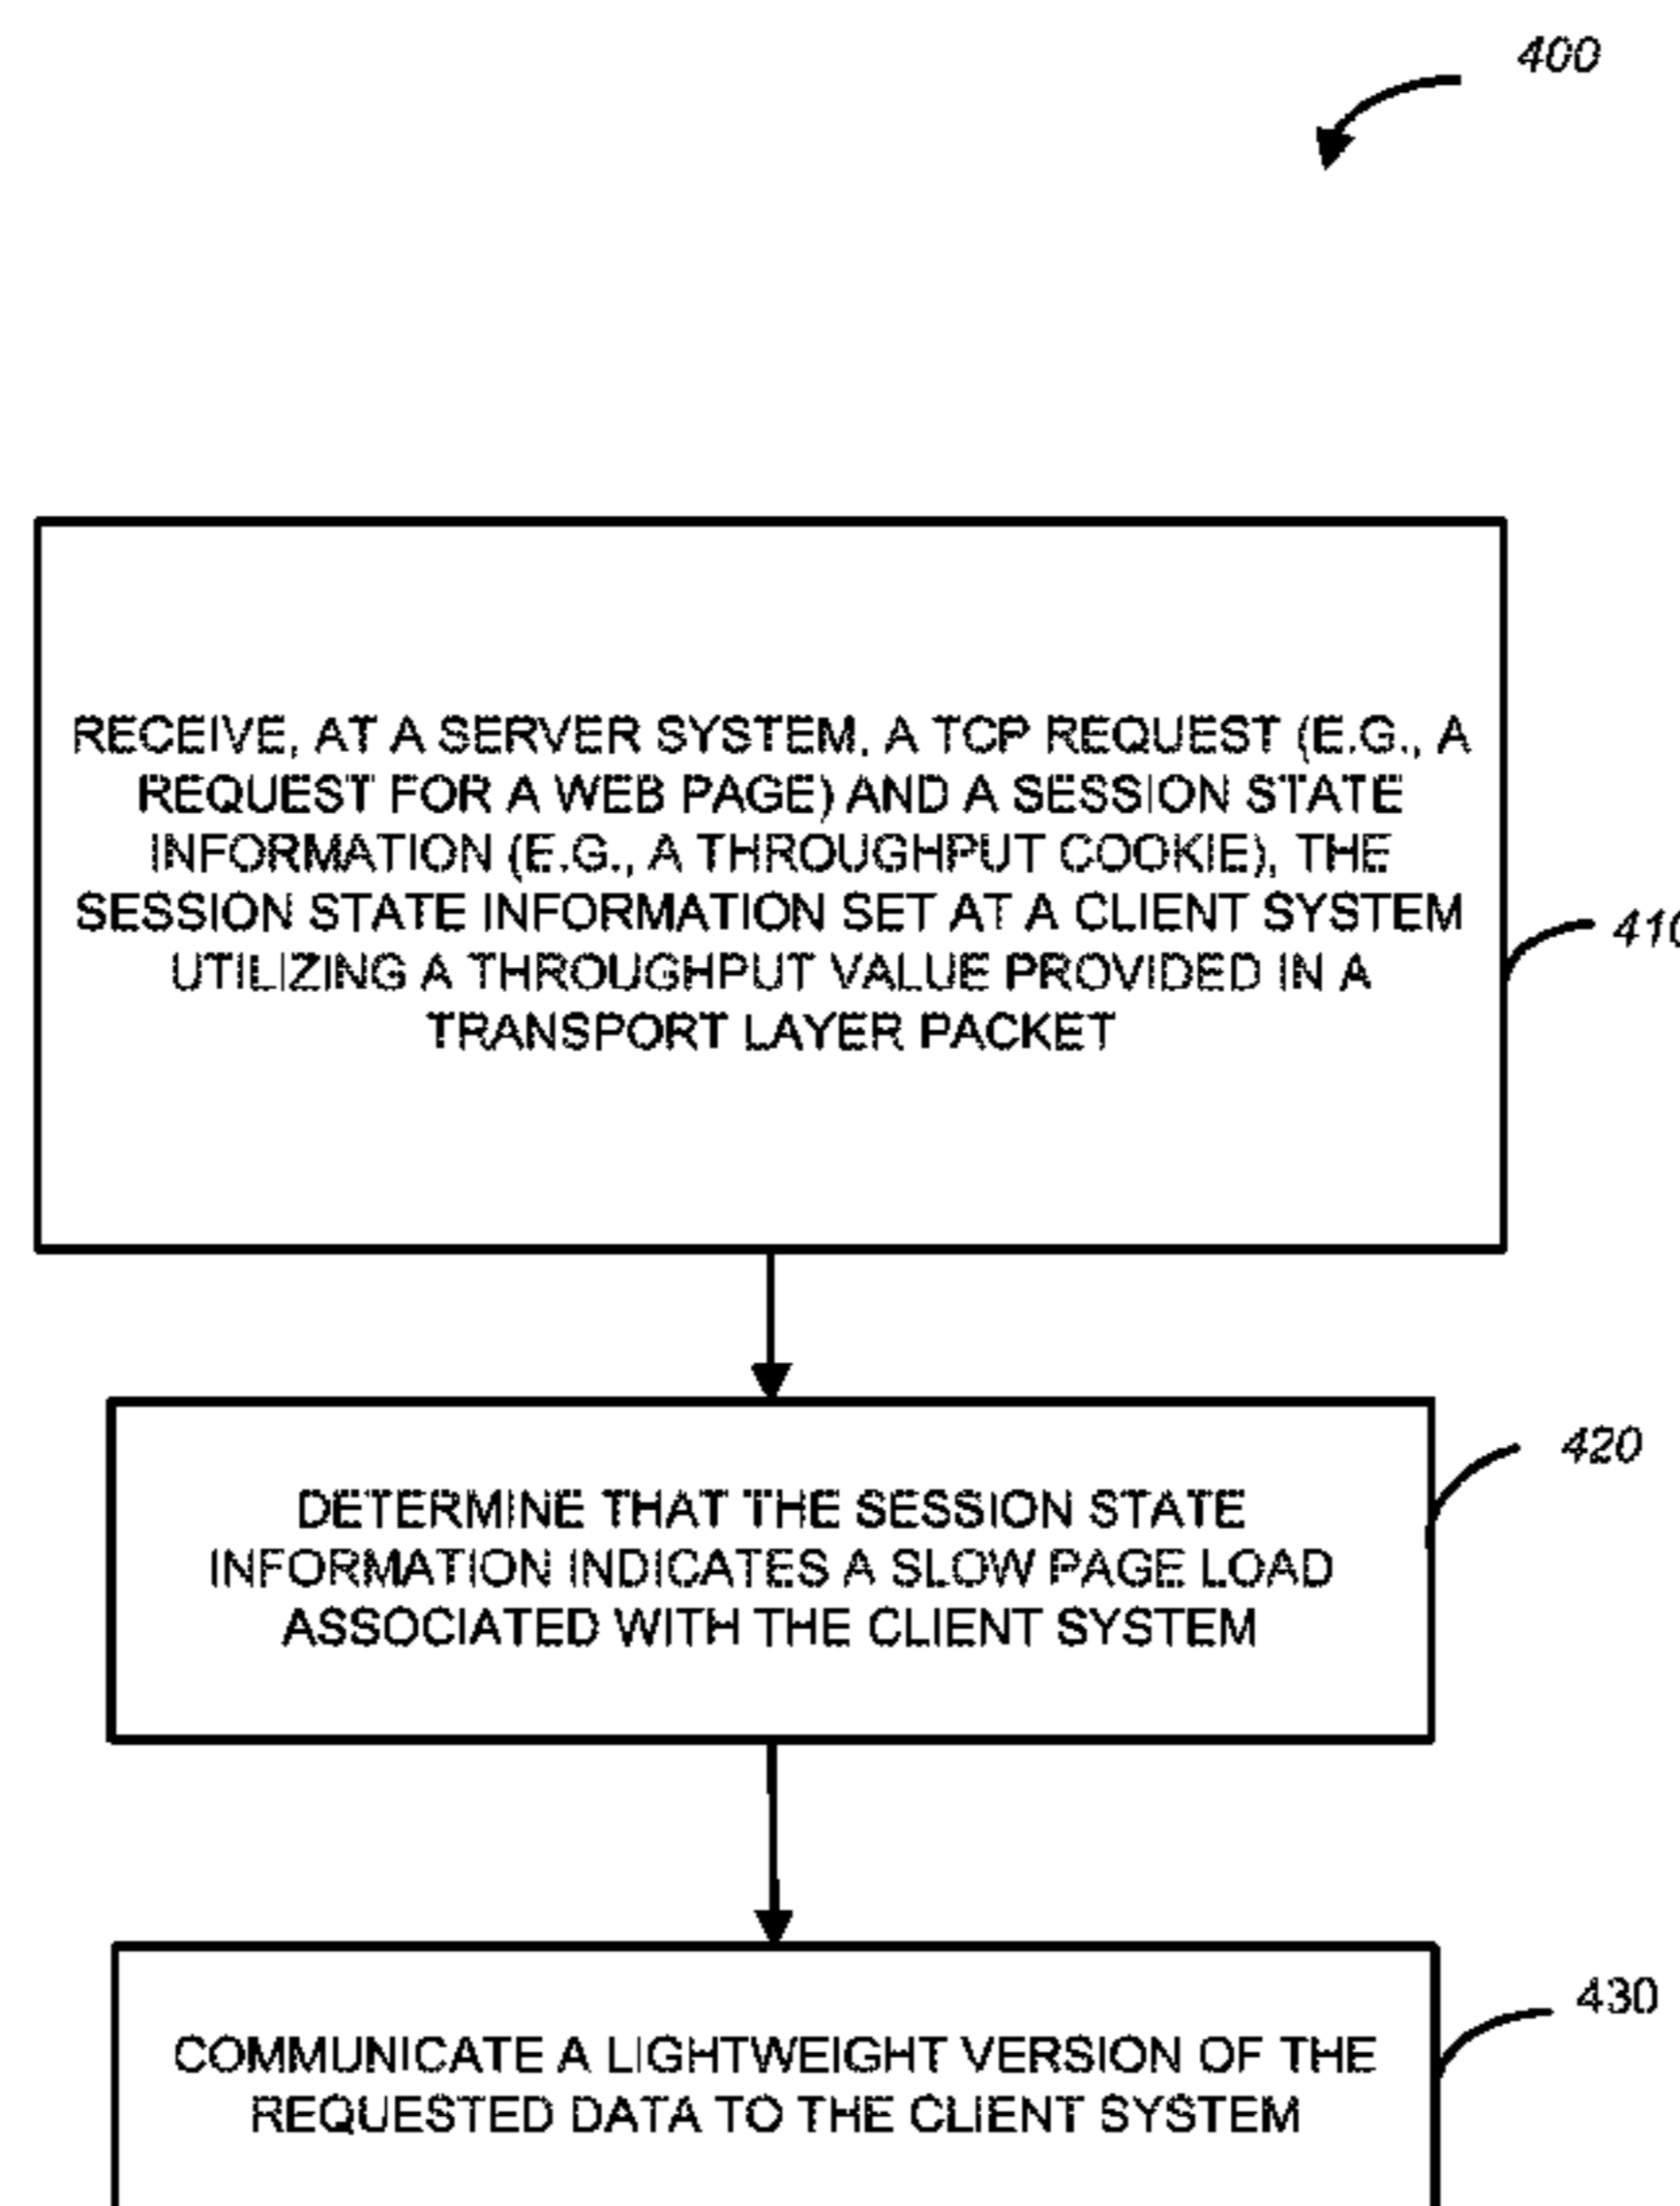 400
RECEIVE, AT A SERVER SYSTEM, A TCP REQUEST (E.G., A
REQUEST FOR A WEB PAGE) AND A SESSION STATE
INFORMATION (E.G., A THROUGHPUT COOKIE), THE
SESSION STATE INFORMATION SET AT A CLIENT SYSTEM
UTILIZING A THROUGHPUT VALUE PROVIDED IN A
TRANSPORT LAYER PACKET
410
DETERMINE THAT THE SESSION STATE
INFORMATION INDICATES A SLOW PAGE LOAD
ASSOCIATED WITH THE CLIENT SYSTEM
420
COMMUNICATE A LIGHTWEIGHT VERSION OF THE
REQUESTED DATA TO THE CLIENT SYSTEM
430